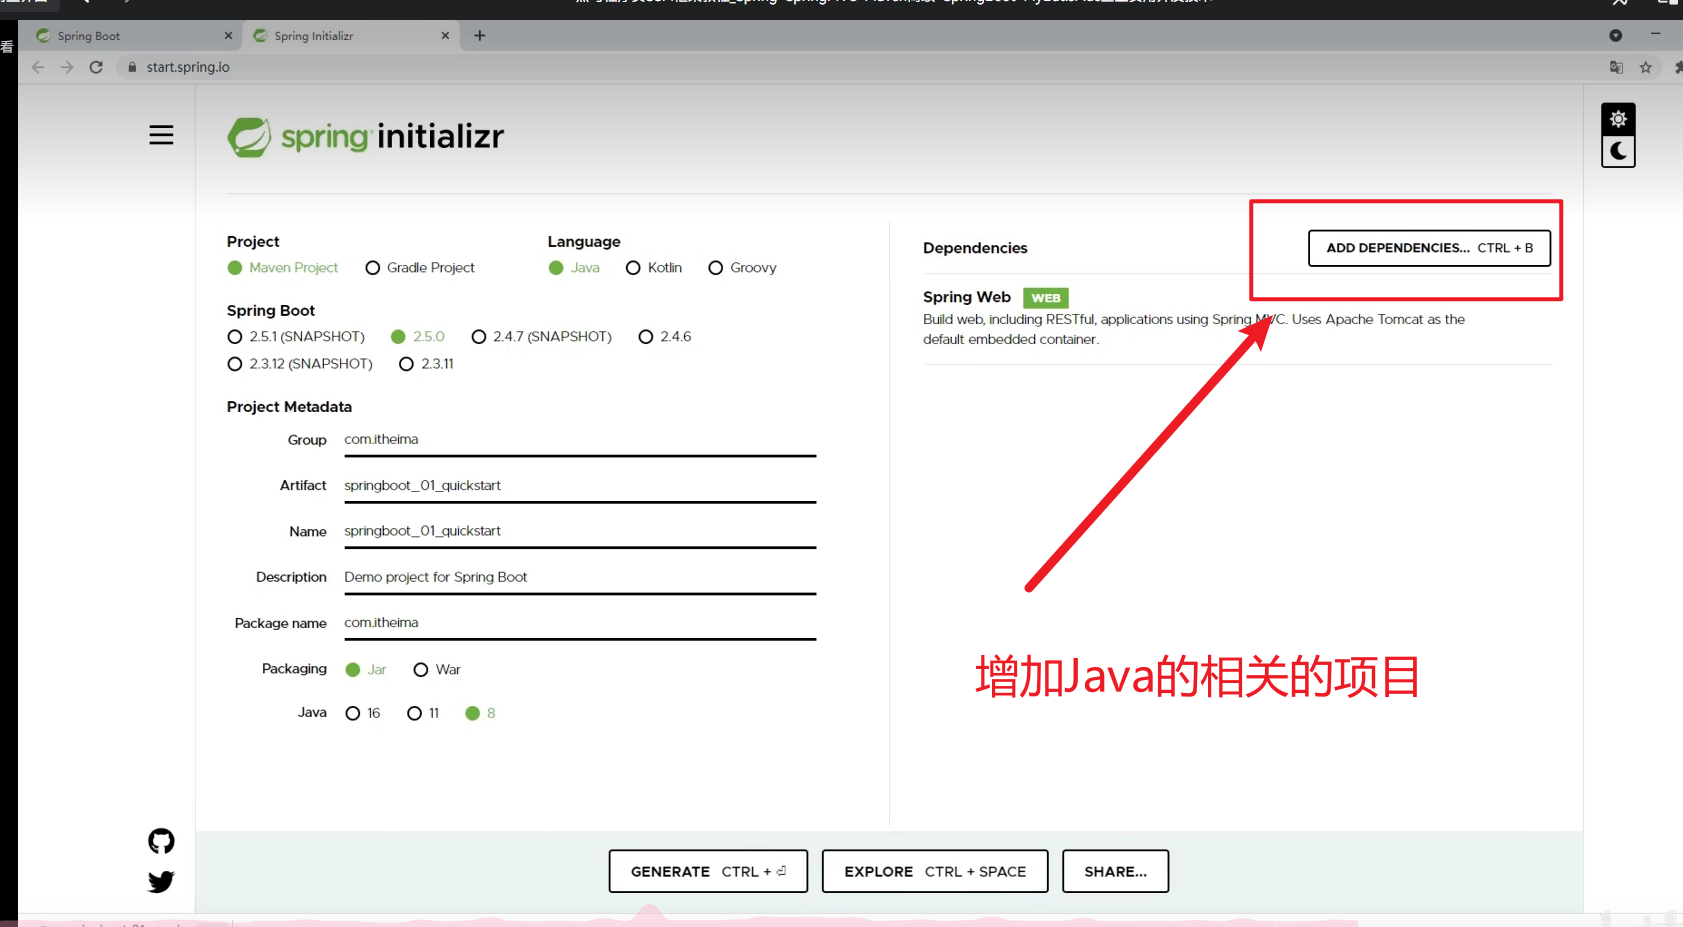 看
Spring Boot
Spring Initializr
start.spring.io
spring initializr
Project
Maven Project Gradle Project
Language
Java Kotlin Groovy
Spring Boot
2.5.1 (SNAPSHOT) 2.5.0 2.4.7 (SNAPSHOT) 2.4.6
2.3.12 (SNAPSHOT) 2.3.11
Project Metadata
Group com.itheima
Artifact springboot_01_quickstart
Name springboot_01_quickstart
Description Demo project for Spring Boot
Package name com.itheima
Packaging Jar War
Java 16 11 8
Dependencies ADD DEPENDENCIES... CTRL + B
Spring Web WEB
Build web, including RESTful, applications using Spring MVC. Uses Apache Tomcat as the
default embedded container.
增加Java的相关的项目
GENERATE CTRL + ⏎ EXPLORE CTRL + SPACE SHARE...